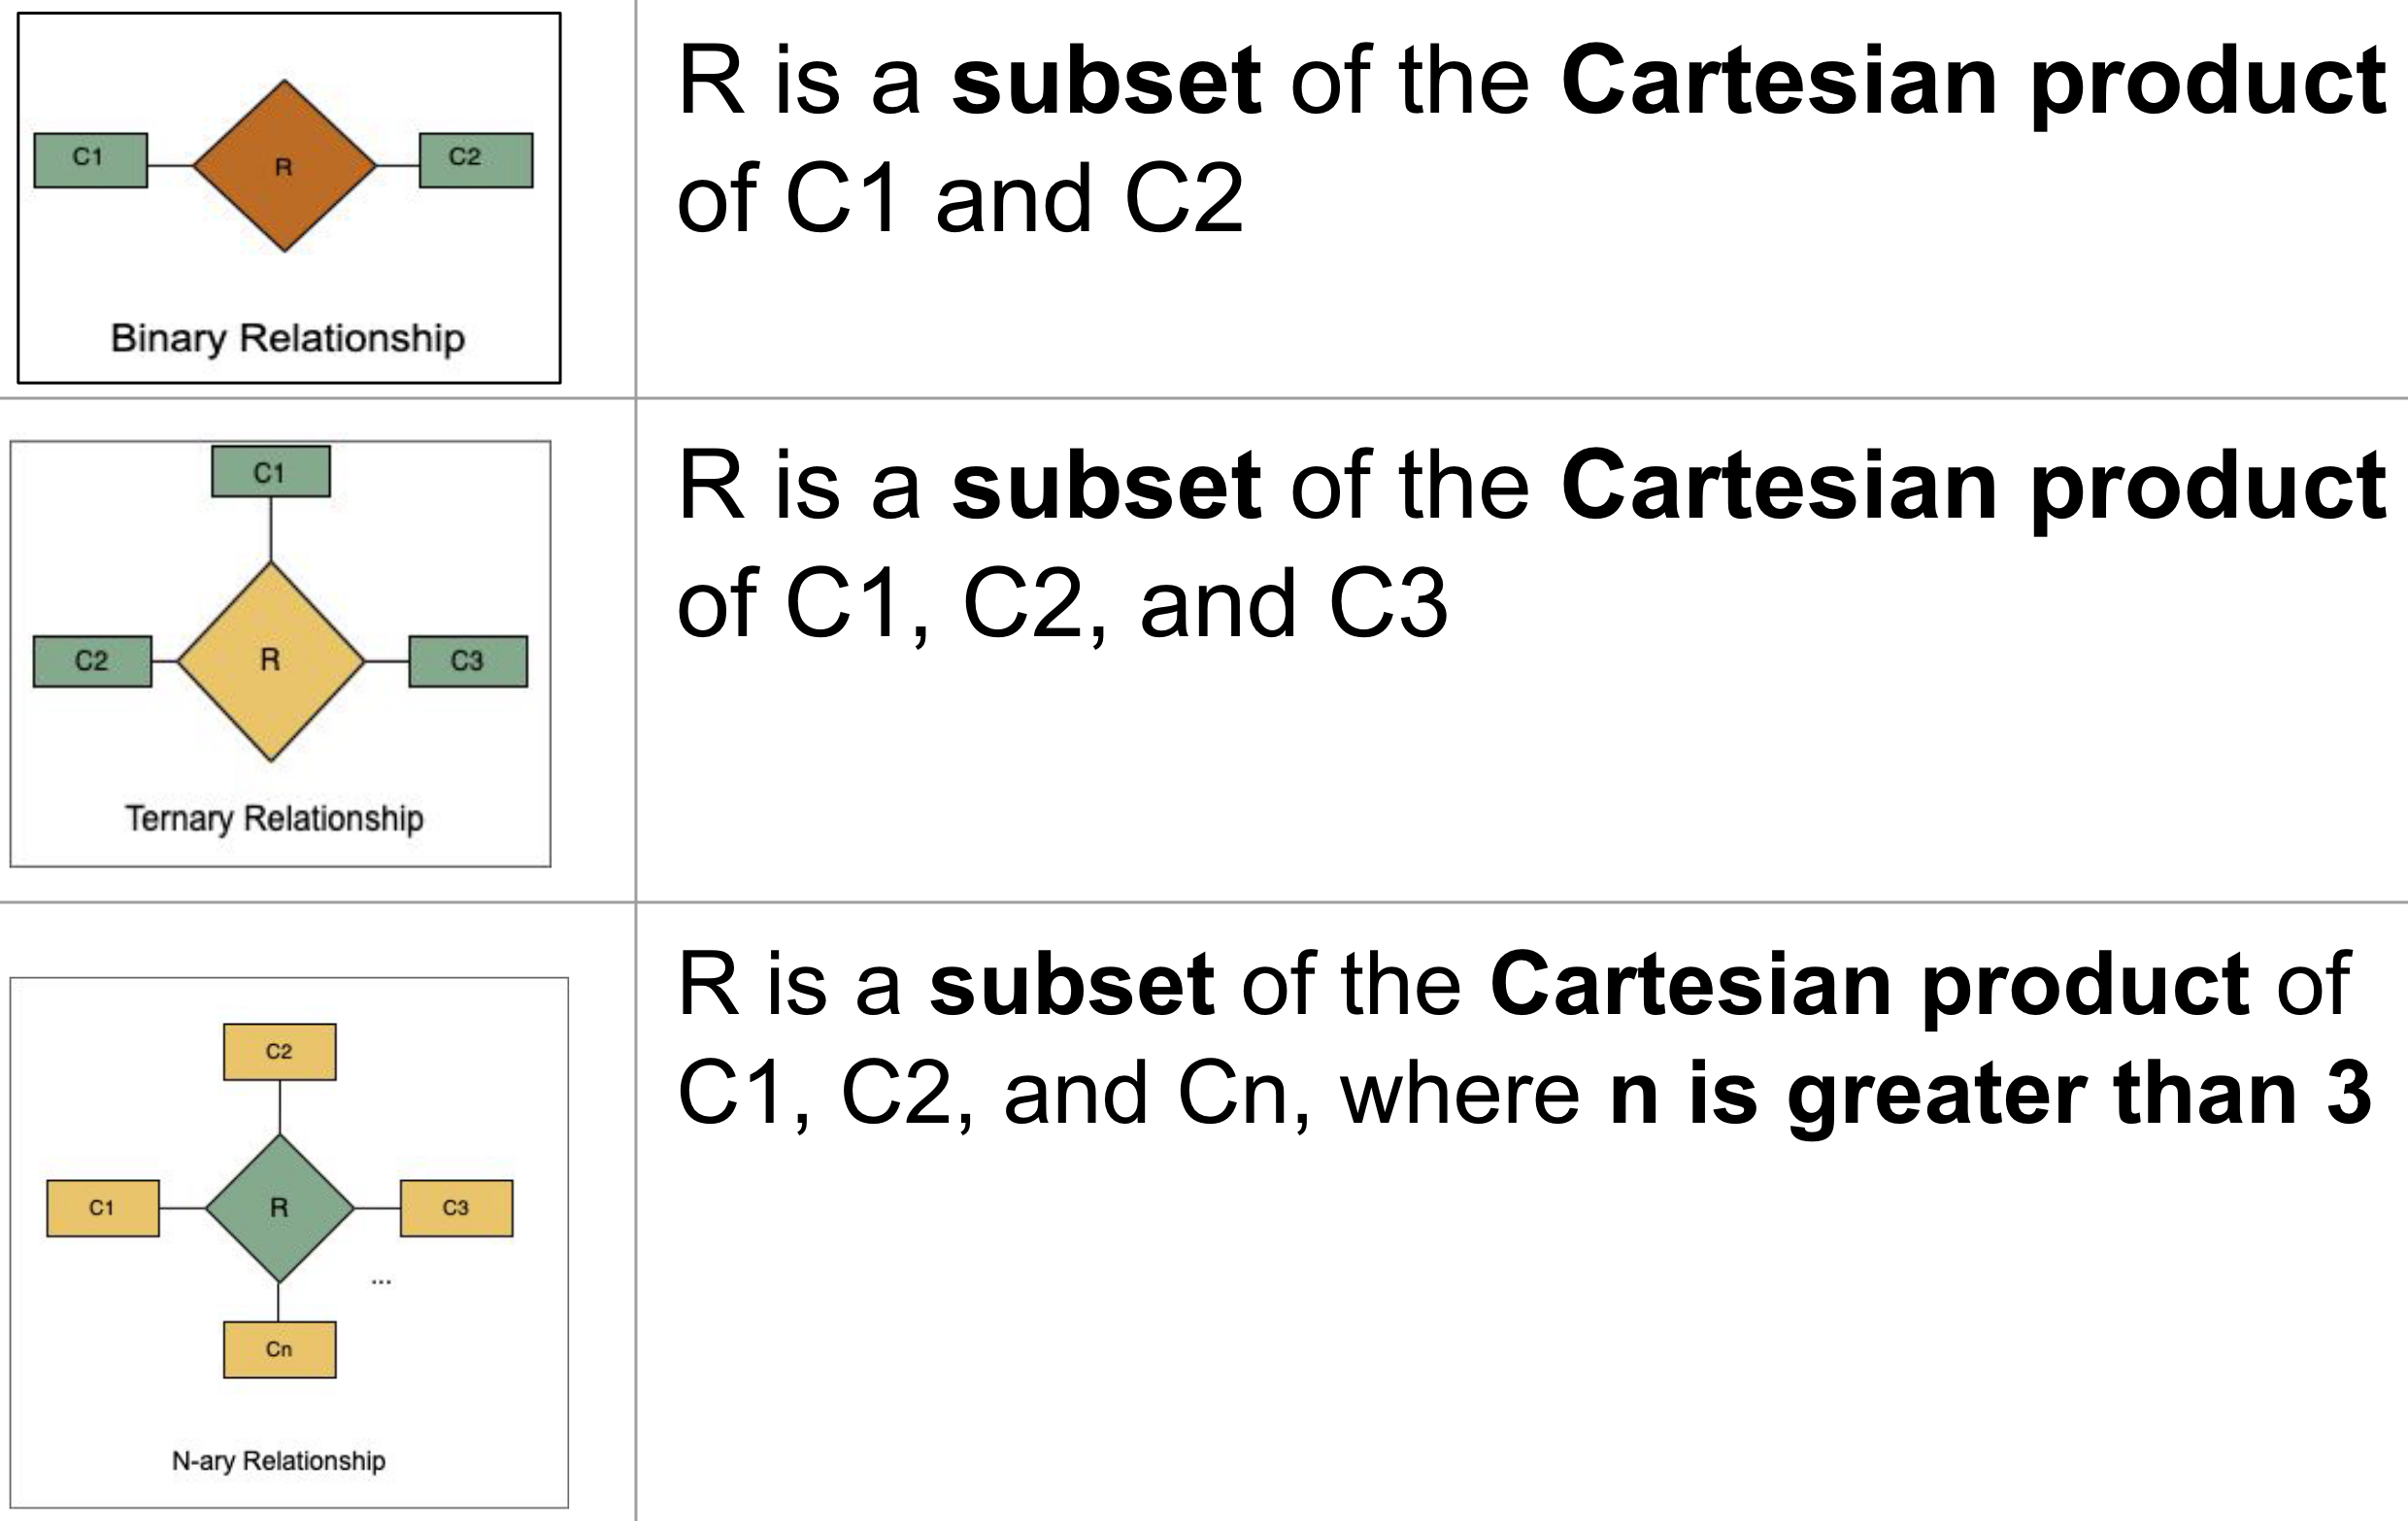 C1
R
C2
Binary Relationship
R is a subset of the Cartesian product
of C1 and C2
C1
C2
R
C3
Ternary Relationship
R is a subset of the Cartesian product
of C1, C2, and C3
C2
C1
R
C3
...
Cn
N-ary Relationship
R is a subset of the Cartesian product of
C1, C2, and Cn, where n is greater than 3